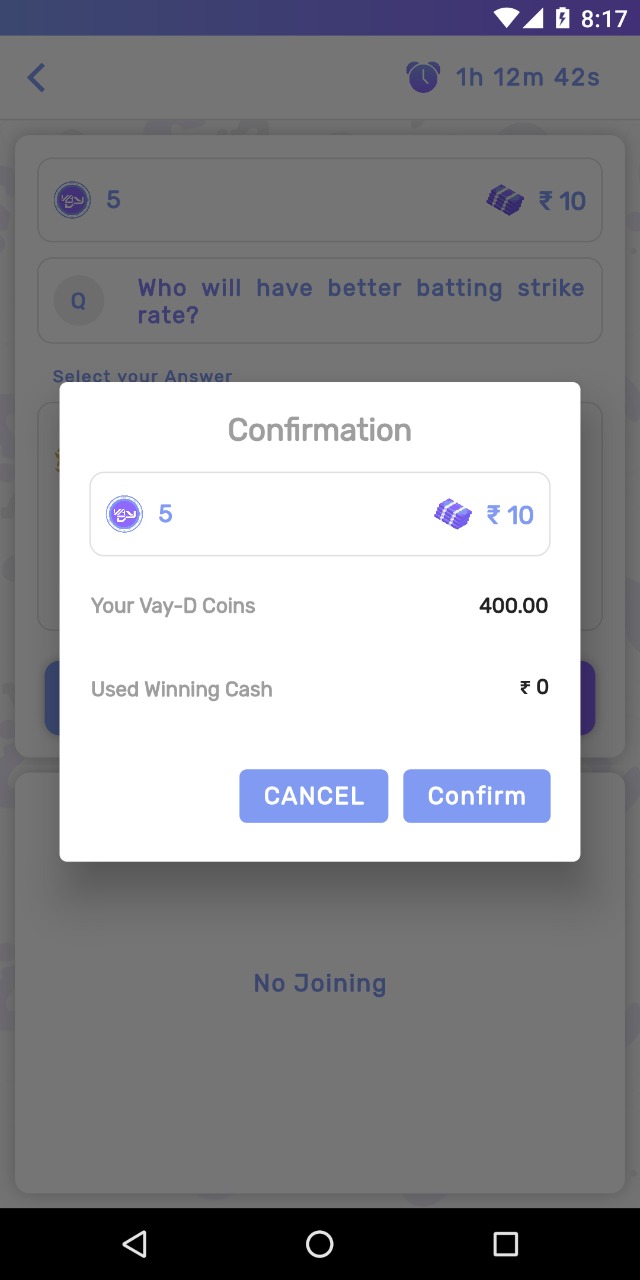 8:17
1h 12m 42s
5
₹ 10
Q
Who will have better batting strike
rate?
Select your Answer
Confirmation
5
₹ 10
Your Vay-D Coins
400.00
Used Winning Cash
₹ 0
CANCEL
Confirm
No Joining